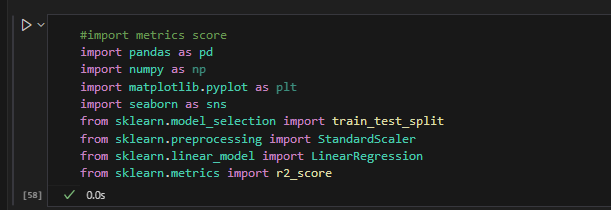 #import metrics score
import pandas as pd
import numpy as np
import matplotlib.pyplot as plt
import seaborn as sns
from sklearn.model_selection import train_test_split
from sklearn.preprocessing import StandardScaler
from sklearn.linear_model import LinearRegression
from sklearn.metrics import r2_score
[58] 0.0s